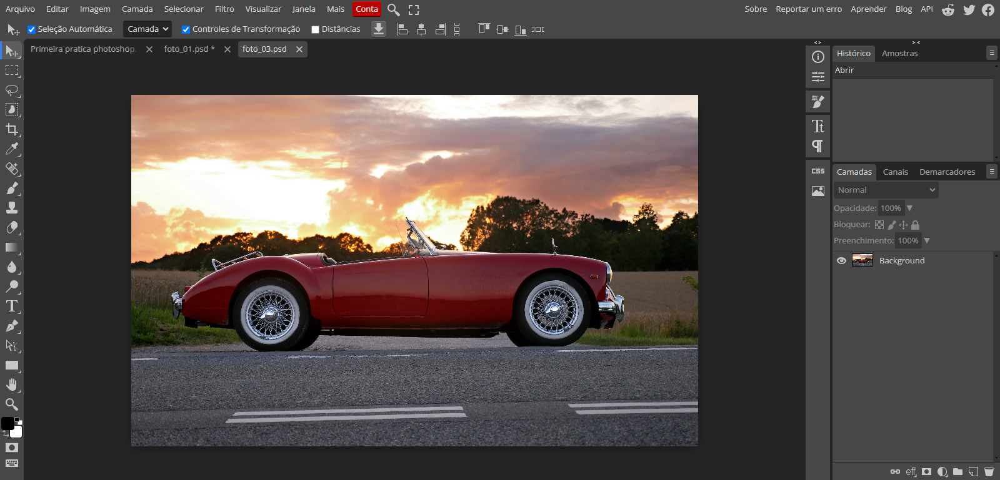 Arquivo Editar Imagem Camada Selecionar Filtro Visualizar Janela Mais Conta Sobre Reportar um erro Aprender Blog API
Seleção Automática Camada Controles de Transformação Distâncias
Primeira pratica photoshop. foto_01.psd * foto_03.psd
Histórico Amostras
Abrir
CSS
Camadas Canais Demarcadores
Normal
Opacidade: 100%
Bloquear:
Preenchimento: 100%
Background
eff